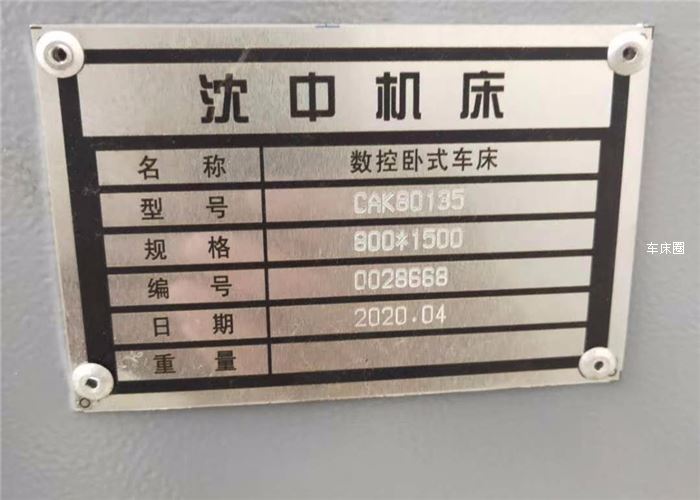 沈中机床
名称 数控卧式车床
型号 CAK80135
规格 800*1500
编号 0028668
日期 2020.04
重量
车床圈